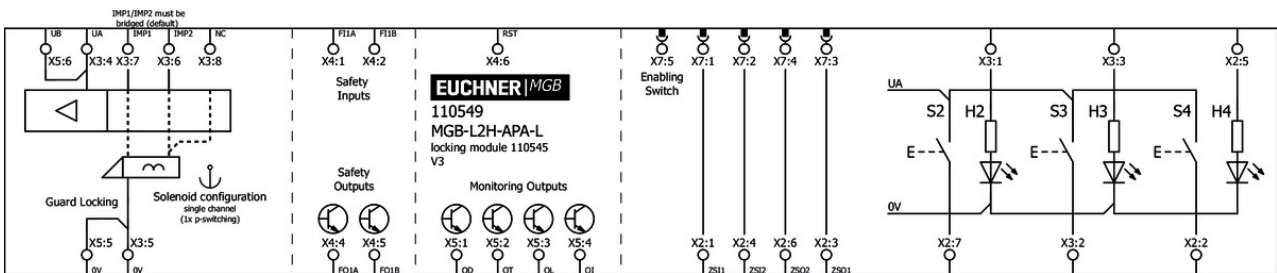 IMP1/IMP2 must be
bridged (default)
UB UA IMP1 IMP2 NC FI1A FI1B RST
X5:6 X3:4 X3:7 X3:6 X3:8 X4:1 X4:2 X4:6 X7:5 X7:1 X7:2 X7:4 X7:3 X3:1 X3:3 X2:5
Safety
Inputs
EUCHNER MGB
110549
MGB-L2H-APA-L
locking module 110545
V3
Enabling
Switch
UA
S2 H2 S3 H3 S4 H4
E E E
Guard Locking
Solenoid configuration
single channel
(1x p-switching)
Safety
Outputs
Monitoring Outputs
0V
X5:5 X3:5 X4:4 X4:5 X5:1 X5:2 X5:3 X5:4 X2:1 X2:4 X2:6 X2:3 X2:7 X3:2 X2:2
0V 0V FO1A FO1B OD OT OL OI ZSI1 ZSI2 ZSO2 ZSO1